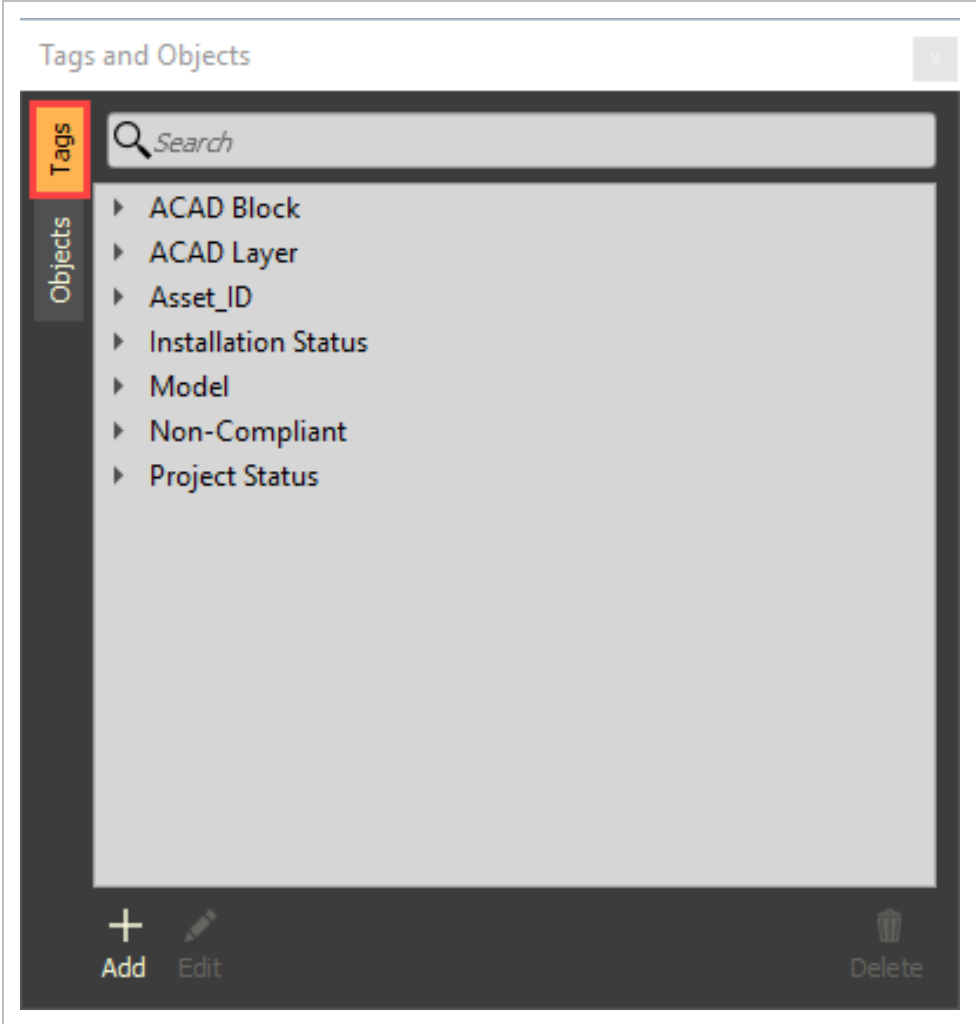 Tags and Objects
x
Tags
Search
Objects
ACAD Block
ACAD Layer
Asset_ID
Installation Status
Model
Non-Compliant
Project Status
Add
Edit
Delete